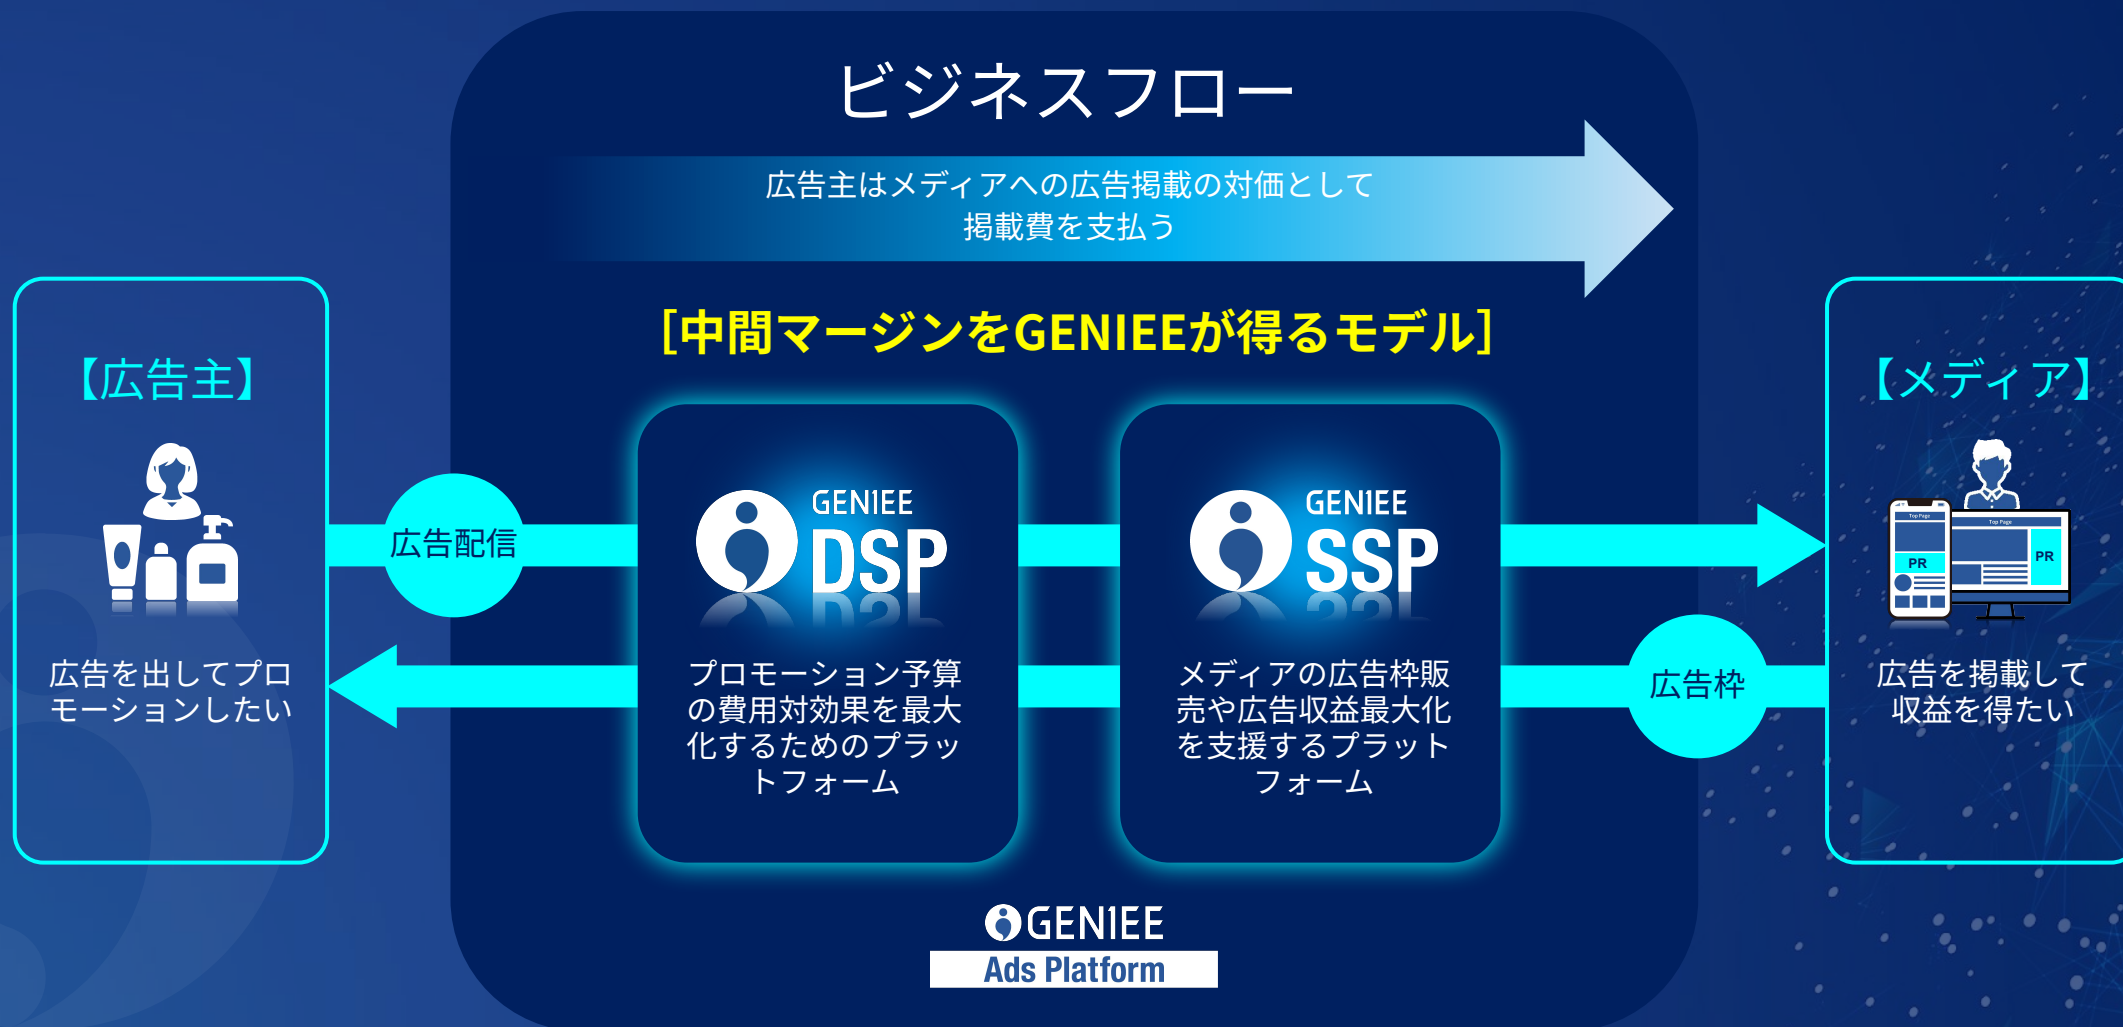 ビジネスフロー
広告主はメディアへの広告掲載の対価として
掲載費を支払う
[中間マージンをGENIEEが得るモデル]
【広告主】
広告を出してプロ
モーションしたい
広告配信
GENIEE
DSP
プロモーション予算
の費用対効果を最大
化するためのプラッ
トフォーム
GENIEE
SSP
メディアの広告枠販
売や広告収益最大化
を支援するプラット
フォーム
広告枠
【メディア】
Top Page
PR
Top Page
PR
広告を掲載して
収益を得たい
GENIEE
Ads Platform